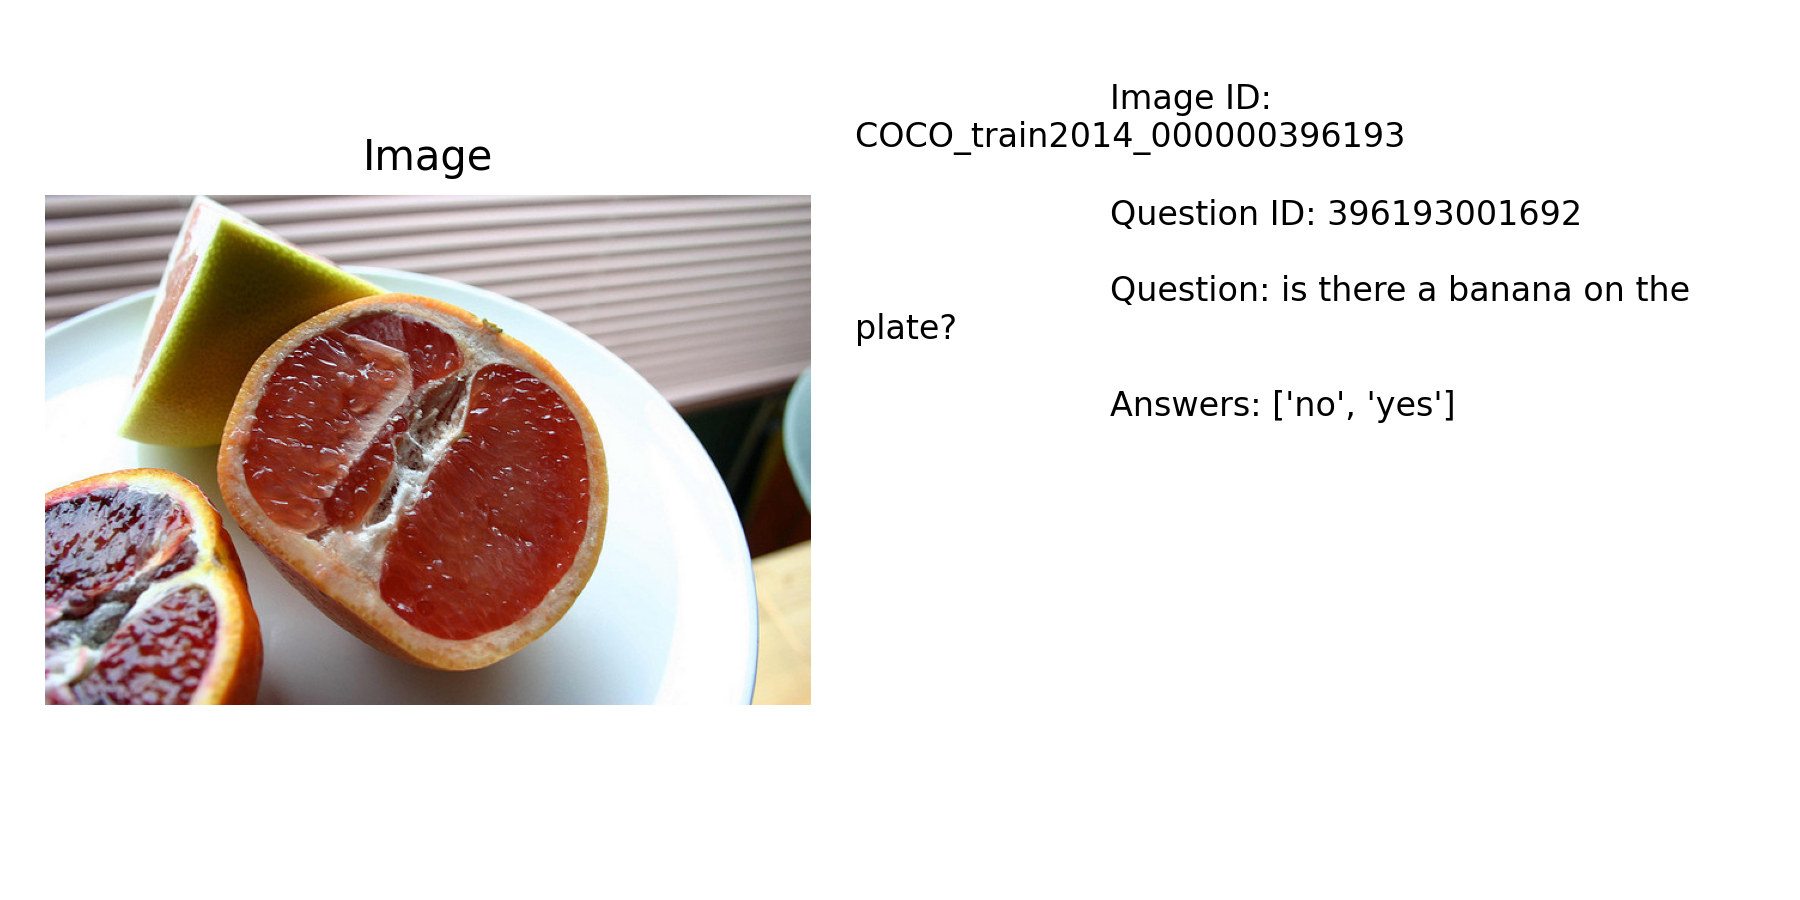 Image
Image ID:
COCO_train2014_000000396193
Question ID: 396193001692
Question: is there a banana on the
plate?
Answers: ['no', 'yes']